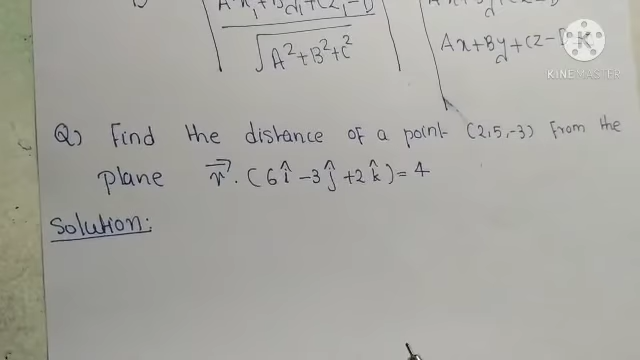 Ax₁+By₁+Cz₁-D
√A²+B²+C²
Ax+By+Cz-D
KINEMASTER
Q) Find the distance of a point (2,5,-3) from the
plane r⃗. (6î -3ĵ +2k̂)=4
Solution: